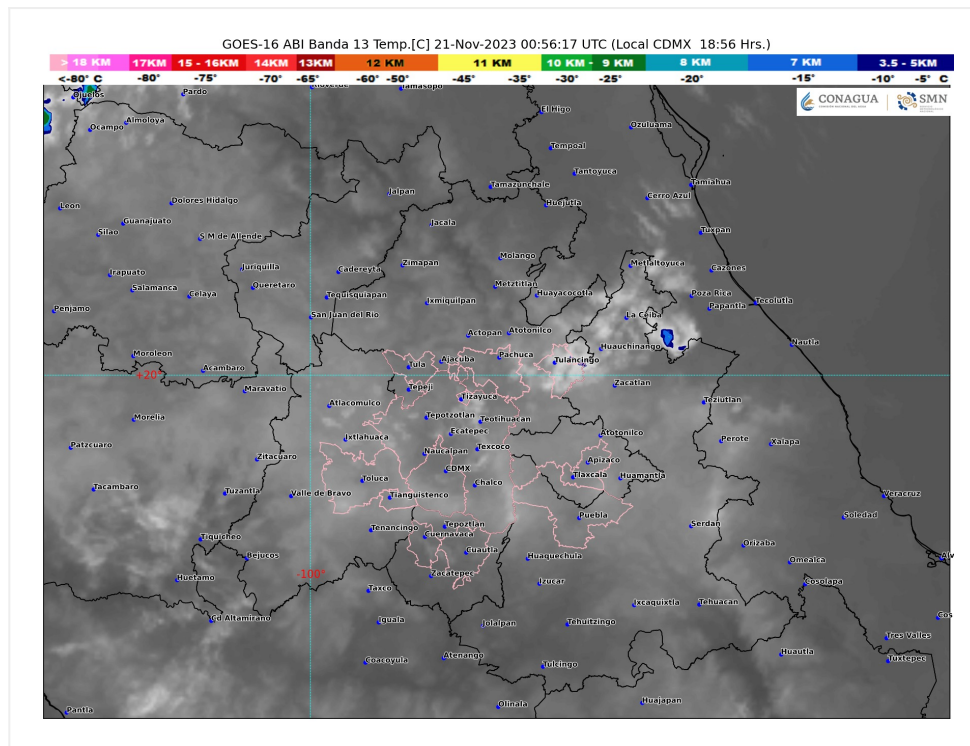 GOES-16 ABI Banda 13 Temp.[C] 21-Nov-2023 00:56:17 UTC (Local CDMX 18:56 Hrs.)
> 18 KM 17KM 15 - 16KM 14KM 13KM 12 KM 11 KM 10 KM - 9 KM 8 KM 7 KM 3.5 - 5KM
<-80° C -80° -75° -70° -65° -60° -50° -45° -35° -30° -25° -20° -15° -10° -5° C
CONAGUA SMN
Ojuelos Pardo Tamasopo
Ocampo Almoloya El Higo Ozuluama
Tempoal
Tantoyuca
Jalpan Tamazunchale Tamiahua
Leon Dolores Hidalgo Huejutla Cerro Azul
Guanajuato Jacala
Silao S M de Allende Tuxpan
Molango
Irapuato Juriquilla Cadereyta Zimapan Metlaltoyuca Cazones
Salamanca Celaya Queretaro Tequisquiapan Metztitlan Huayacocotla Poza Rica
Penjamo San Juan del Rio Ixmiquilpan La Ceiba Papantla Tecolutla
Actopan Atotonilco
Moroleon Ajacuba Pachuca Tulancingo Huauchinango Nautla
Acambaro Tula
+20°
Maravatio Tepeji Zacatlan
Atlacomulco Tizayuca Teziutlan
Morelia Tepotzotlan Teotihuacan
Patzcuaro Ixtlahuaca Ecatepec Atotonilco Perote Xalapa
Zitacuaro Naucalpan Texcoco
CDMX Apizaco
Tacambaro Tuzantla Toluca Chalco Tlaxcala Huamantla
Valle de Bravo Tianguistenco Veracruz
Tenancingo Tepoztlan Puebla Serdan Soledad
Tiquicheo Cuernavaca
Bejucos Cuautla Huaquechula Orizaba
Omealca
Huetamo -100° Zacatepec Izucar Cosolapa
Taxco
Ixcaquixtla Tehuacan
Cd Altamirano Iguala Jolalpan Tehuitzingo
Tres Valles
Coacoyula Atenango Tulcingo Huautla Tuxtepec
Pantla Olinala Huajapan